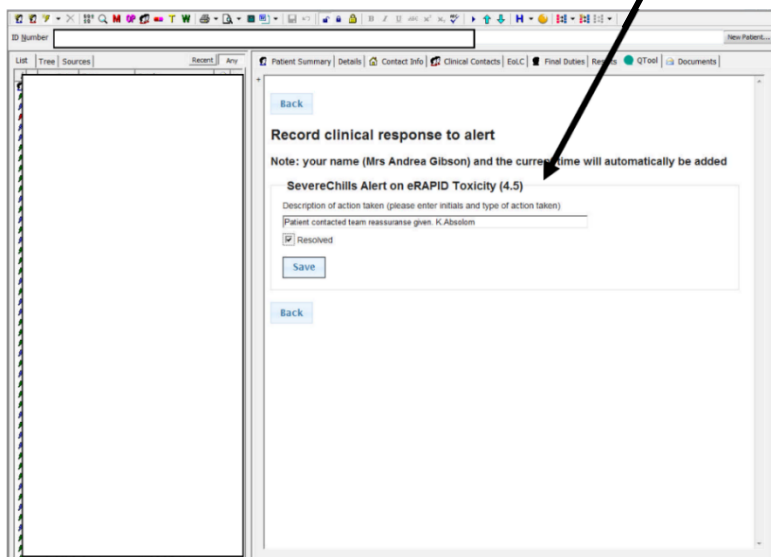 ID Number
New Patient...
List Tree Sources Recent Any
Patient Summary Details Contact Info Clinical Contacts EoLC Final Duties QTool Documents
Back
Record clinical response to alert
Note: your name (Mrs Andrea Gibson) and the current time will automatically be added
SevereChills Alert on eRAPID Toxicity (4.5)
Description of action taken (please enter initials and type of action taken)
Patient contacted team reassuranse given. K.Absolom
Resolved
Save
Back